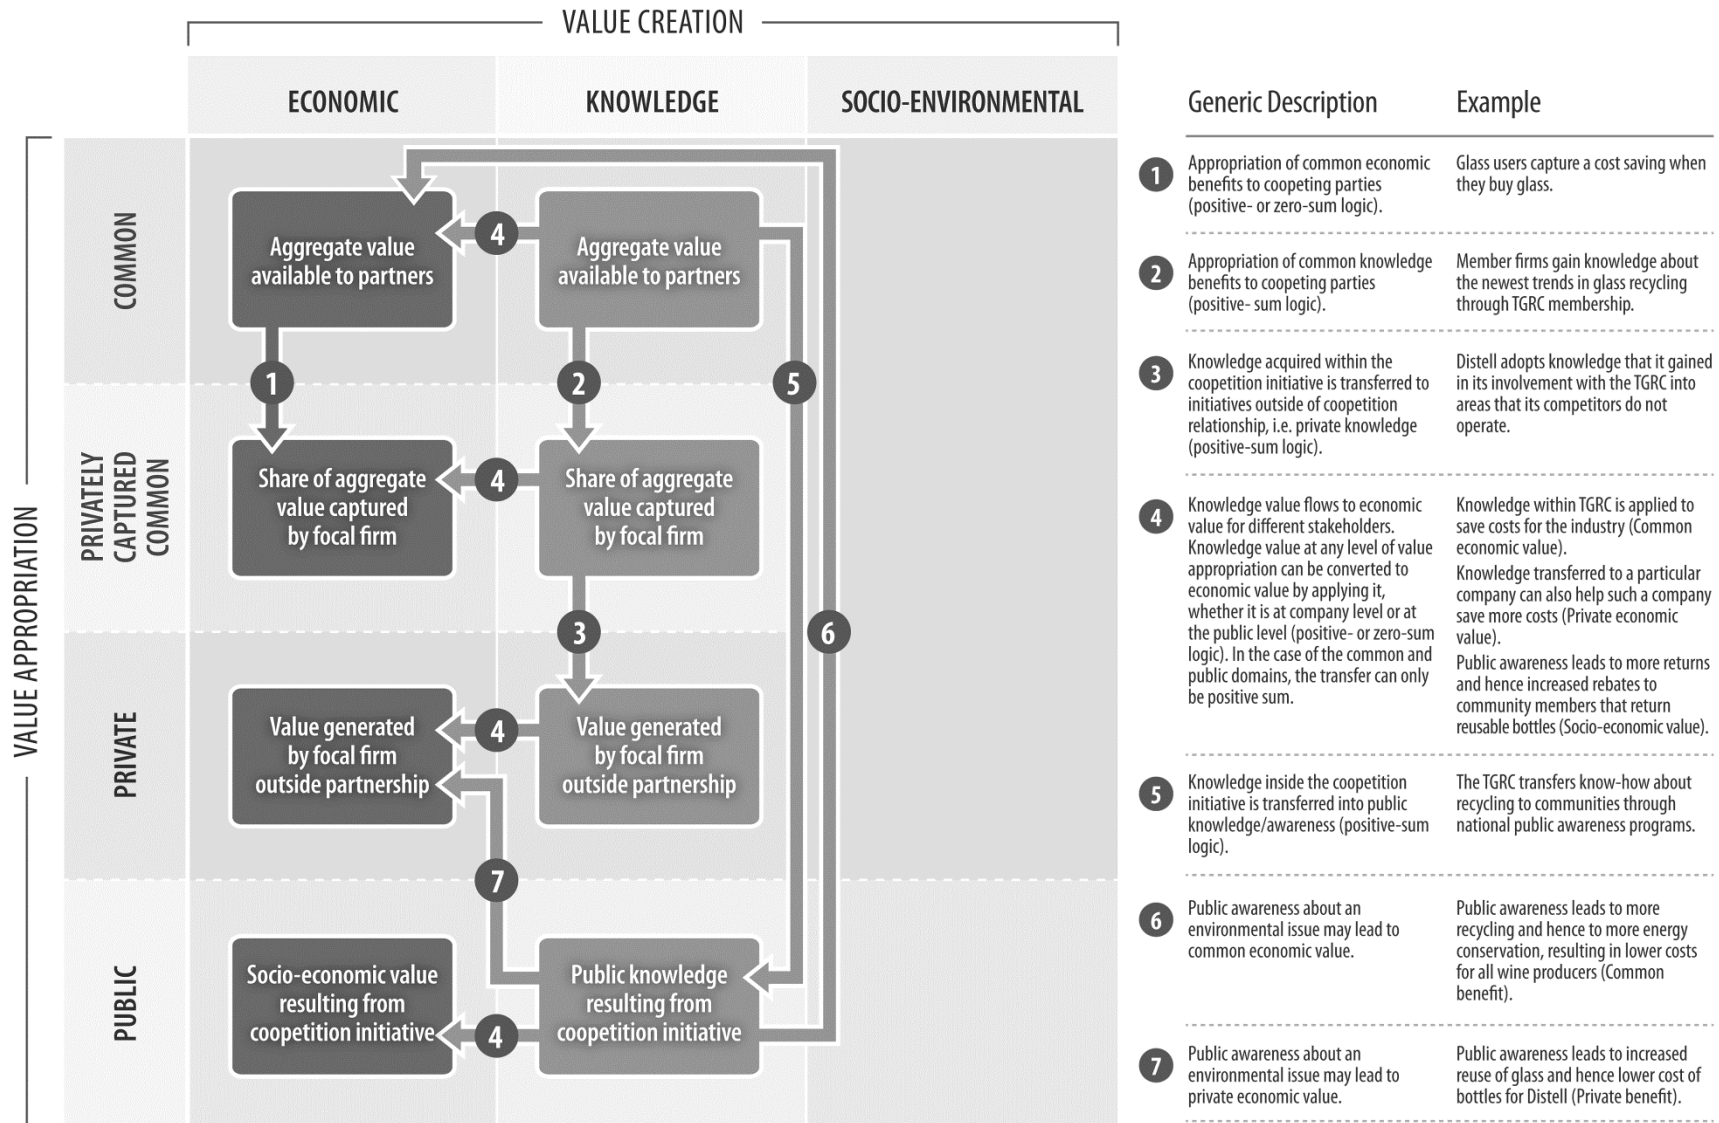 VALUE CREATION
ECONOMIC
KNOWLEDGE
SOCIO-ENVIRONMENTAL
VALUE APPROPRIATION
COMMON
Aggregate value
available to partners
4
Aggregate value
available to partners
1
2
5
PRIVATELY
CAPTURED
COMMON
Share of aggregate
value captured
by focal firm
4
Share of aggregate
value captured
by focal firm
3
6
PRIVATE
Value generated
by focal firm
outside partnership
4
Value generated
by focal firm
outside partnership
7
PUBLIC
Socio-economic value
resulting from
coopetition initiative
4
Public knowledge
resulting from
coopetition initiative
Generic Description
Example
1
Appropriation of common economic
benefits to coopeting parties
(positive- or zero-sum logic).
Glass users capture a cost saving when
they buy glass.
2
Appropriation of common knowledge
benefits to coopeting parties
(positive- sum logic).
Member firms gain knowledge about
the newest trends in glass recycling
through TGRC membership.
3
Knowledge acquired within the
coopetition initiative is transferred to
initiatives outside of coopetition
relationship, i.e. private knowledge
(positive-sum logic).
Distell adopts knowledge that it gained
in its involvement with the TGRC into
areas that its competitors do not
operate.
4
Knowledge value flows to economic
value for different stakeholders.
Knowledge value at any level of value
appropriation can be converted to
economic value by applying it,
whether it is at company level or at
the public level (positive- or zero-sum
logic). In the case of the common and
public domains, the transfer can only
be positive sum.
Knowledge within TGRC is applied to
save costs for the industry (Common
economic value).
Knowledge transferred to a particular
company can also help such a company
save more costs (Private economic
value).
Public awareness leads to more returns
and hence increased rebates to
community members that return
reusable bottles (Socio-economic value).
5
Knowledge inside the coopetition
initiative is transferred into public
knowledge/awareness (positive-sum
logic).
The TGRC transfers know-how about
recycling to communities through
national public awareness programs.
6
Public awareness about an
environmental issue may lead to
common economic value.
Public awareness leads to more
recycling and hence to more energy
conservation, resulting in lower costs
for all wine producers (Common
benefit).
7
Public awareness about an
environmental issue may lead to
private economic value.
Public awareness leads to increased
reuse of glass and hence lower cost of
bottles for Distell (Private benefit).